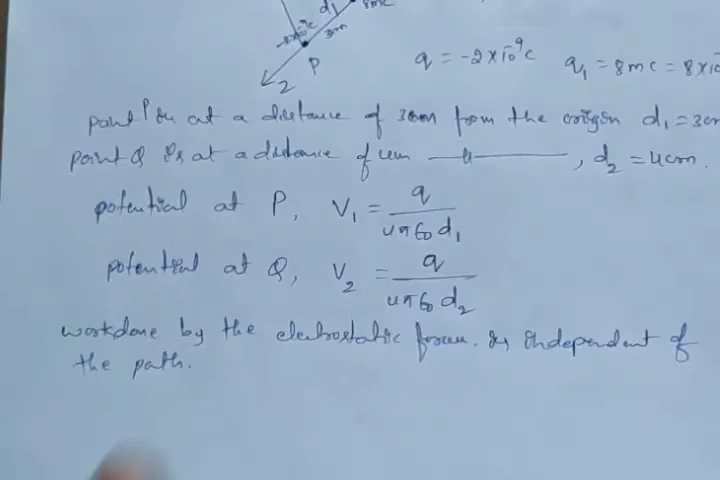 d₁ 8mc
3m
P
Z
q = -2×10⁻⁹c q₁ = 8mc = 8×10
point P is at a distance of 3cm from the origin d₁ = 3cm
point Q is at a distance of 4cm —〃—, d₂ = 4cm.
potential at P, V₁ = q / 4πε₀d₁
potential at Q, V₂ = q / 4πε₀d₂
workdone by the electrostatic force is independent of
the path.